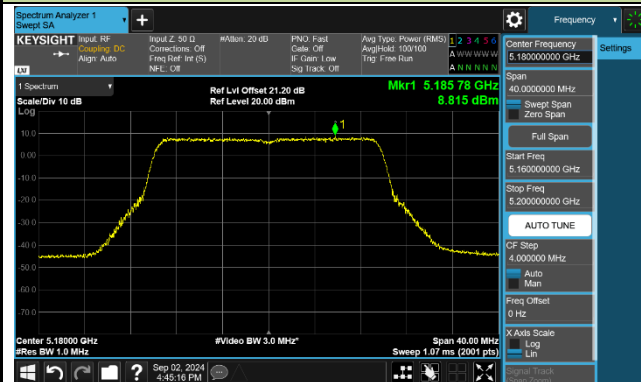 Spectrum Analyzer 1
Swept SA
Frequency
KEYSIGHT
Input: RF
Coupling: DC
Align: Auto
Input Z: 50 Ω
Corrections: Off
Freq Ref: Int (S)
NFE: Off
#Atten: 20 dB
PNO: Fast
Gate: Off
IF Gain: Low
Sig Track: Off
Avg Type: Power (RMS)
Avg|Hold: 100/100
Trig: Free Run
1 2 3 4 5 6
A W W W W W
A N N N N N
LXI
1 Spectrum
Scale/Div 10 dB
Log
Ref Lvl Offset 21.20 dB
Ref Level 20.00 dBm
Mkr1 5.185 78 GHz
8.815 dBm
1
10.0
0.00
-10.0
-20.0
-30.0
-40.0
-50.0
-60.0
-70.0
Center 5.18000 GHz
#Res BW 1.0 MHz
#Video BW 3.0 MHz*
Span 40.00 MHz
Sweep 1.07 ms (2001 pts)
Sep 02, 2024
4:45:16 PM
Center Frequency
5.180000000 GHz
Settings
Span
40.0000000 MHz
Swept Span
Zero Span
Full Span
Start Freq
5.160000000 GHz
Stop Freq
5.200000000 GHz
AUTO TUNE
CF Step
4.000000 MHz
Auto
Man
Freq Offset
0 Hz
X Axis Scale
Log
Lin
Signal Track
(Span Zoom)